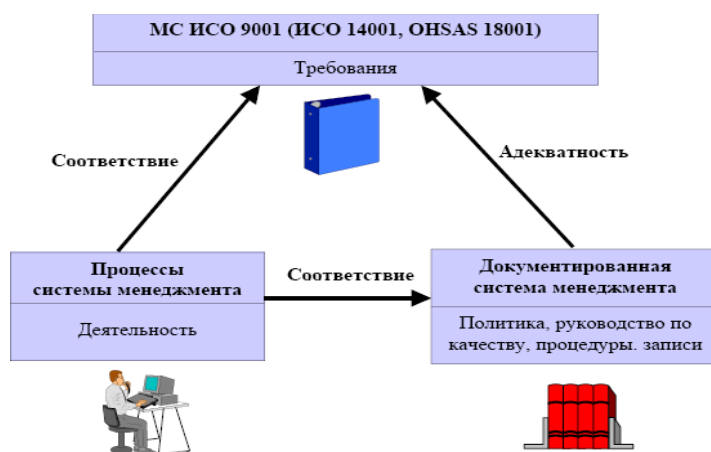 МС ИСО 9001 (ИСО 14001, OHSAS 18001)
Требования
Соответствие
Адекватность
Процессы
системы менеджмента
Деятельность
Соответствие
Документированная
система менеджмента
Политика, руководство по
качеству, процедуры. записи